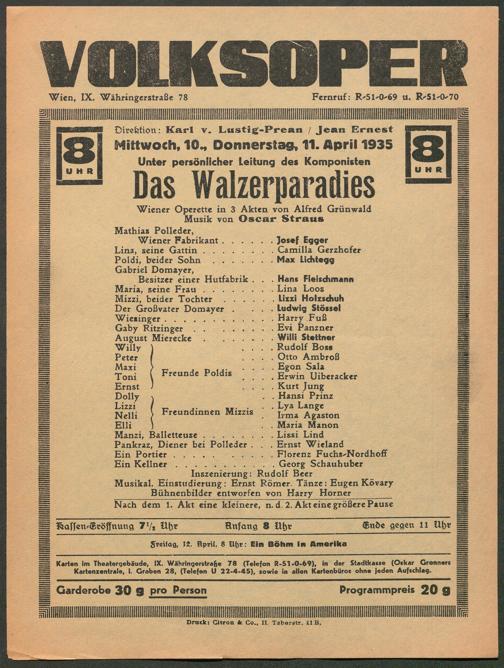 VOLKSOPER
Wien, IX. Währingerstraße 78 Fernruf: R-51-0-69 u. R-51-0-70
8 UHR
Direktion: Karl v. Lustig-Prean / Jean Ernest
8 UHR
Mittwoch, 10., Donnerstag, 11. April 1935
Unter persönlicher Leitung des Komponisten
Das Walzerparadies
Wiener Operette in 3 Akten von Alfred Grünwald
Musik von Oscar Straus
Mathias Polleder,
Wiener Fabrikant . . . . . . Josef Egger
Lina, seine Gattin . . . . . . Camilla Gerzhofer
Poldi, beider Sohn . . . . . . Max Lichtegg
Gabriel Domayer,
Besitzer einer Hutfabrik . . . Hans Fleischmann
Maria, seine Frau . . . . . . Lina Loos
Mizzi, beider Tochter . . . . . Lizzi Holzschuh
Der Großvater Domayer . . . . Ludwig Stössel
Wiesinger . . . . . . . . . Harry Fuß
Gaby Ritzinger . . . . . . . Evi Panzner
August Mierecke . . . . . . . Willi Stettner
Willy . . . . Rudolf Boss
Peter . . . . Otto Ambroß
Maxi . . . . Egon Sala
Toni Freunde Poldis . . . . Erwin Uiberacker
Ernst . . . . Kurt Jung
Dolly . . . . Hansi Prinz
Lizzi . . . . Lya Lange
Nelli Freundinnen Mizzis . . Irma Agaston
Elli . . . . Maria Manon
Manzi, Balletteuse . . . . . . Lissi Lind
Pankraz, Diener bei Polleder . . . Ernst Wieland
Ein Portier . . . . . . . . Florenz Fuchs-Nordhoff
Ein Kellner . . . . . . . . Georg Schauhuber
Inszenierung: Rudolf Beer
Musikal. Einstudierung: Ernst Römer. Tänze: Eugen Kövary
Bühnenbilder entworfen von Harry Horner
Nach dem 1. Akt eine kleinere, n. d. 2. Akt eine größere Pause
Kassen-Eröffnung 7½ Uhr Anfang 8 Uhr Ende gegen 11 Uhr
Freitag, 12. April, 8 Uhr: Ein Böhm in Amerika
Karten im Theatergebäude, IX. Währingerstraße 78 (Telefon R-51-0-69), in der Stadtkasse (Oskar Granners
Kartenzentrale, I. Graben 28, (Telefon U 22-4-45), sowie in allen Kartenbüros ohne jeden Aufschlag.
Garderobe 30 g pro Person Programmpreis 20 g
Druck: Citron & Co., II. Taborstr. 11B.